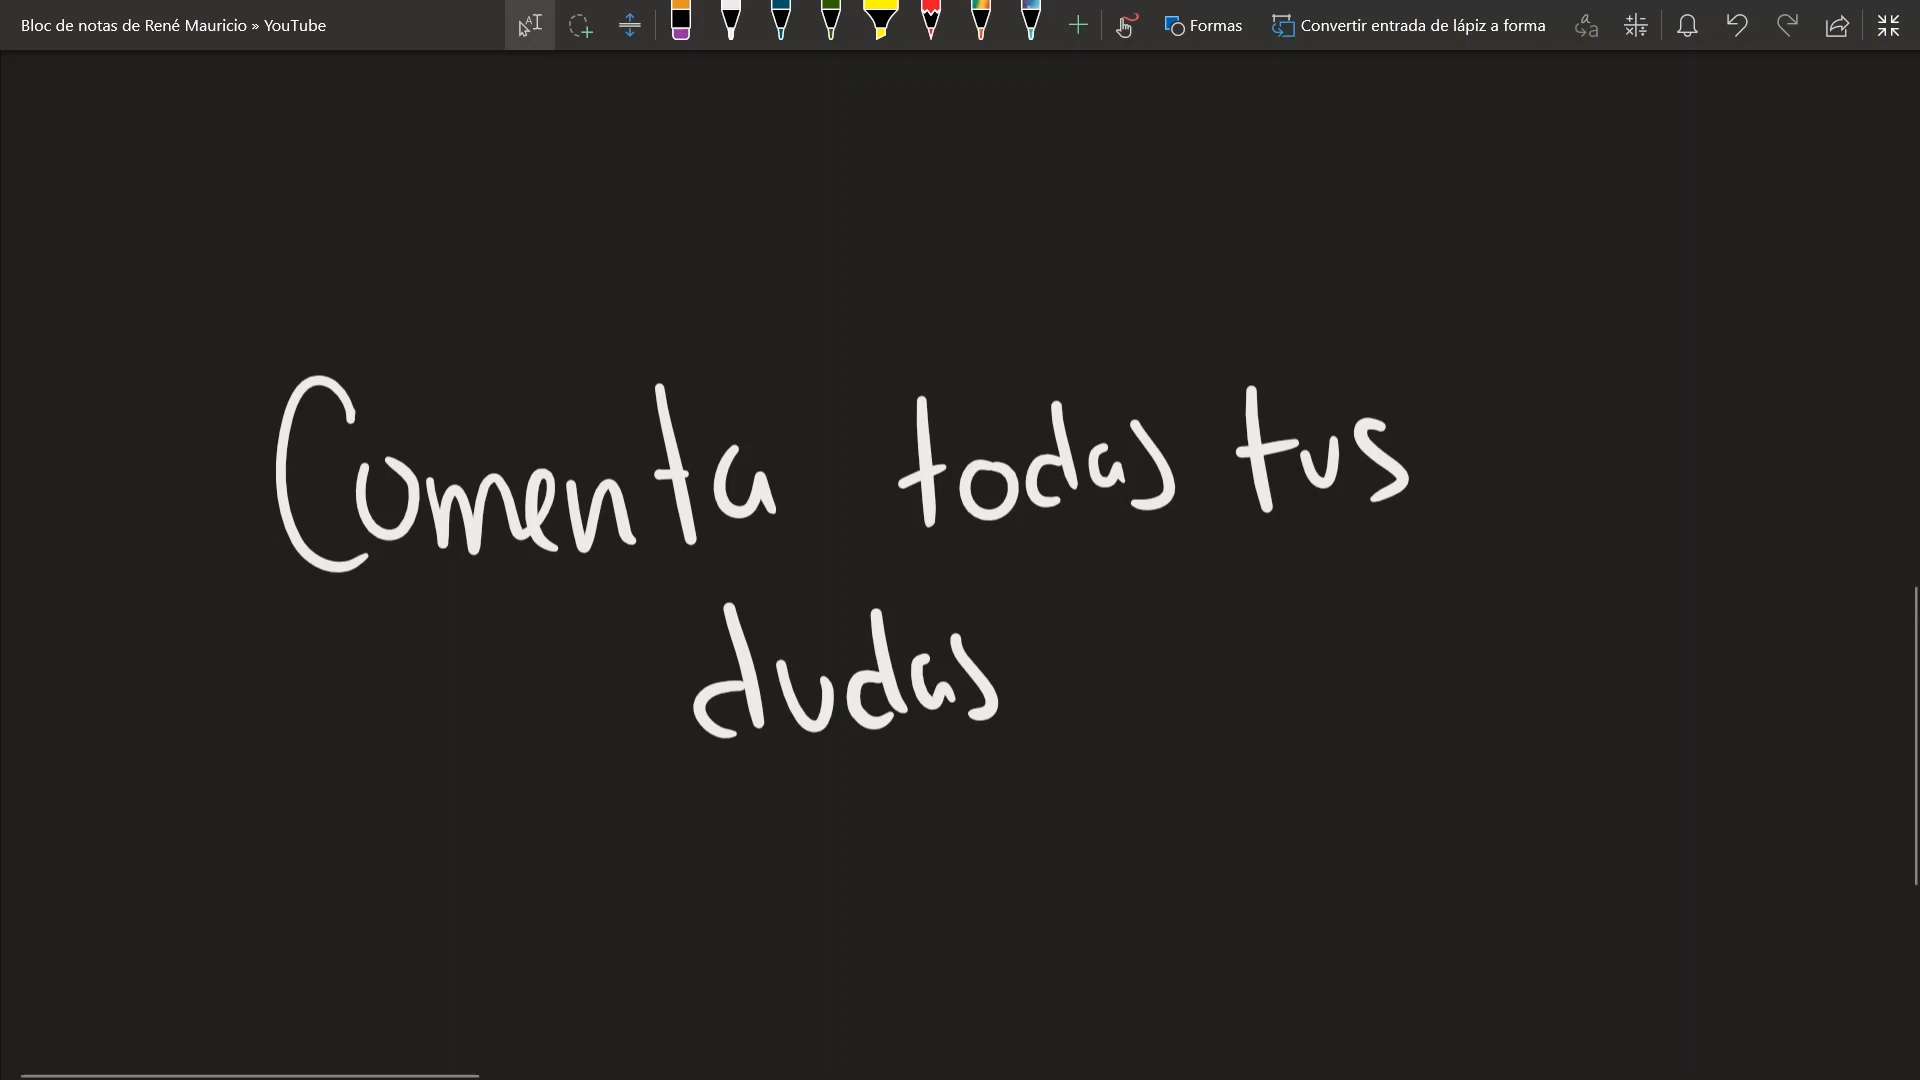 Bloc de notas de René Mauricio » YouTube
Formas
Convertir entrada de lápiz a forma
Comenta todas tus
dudas